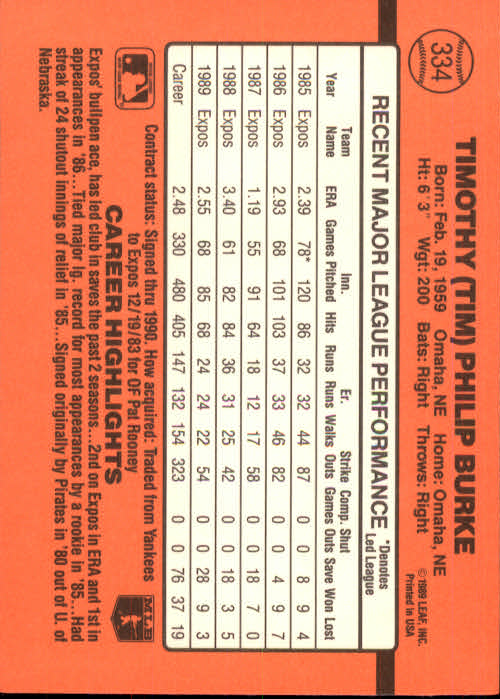 334
TIMOTHY (TIM) PHILIP BURKE
Born: Feb. 19, 1959 Omaha, NE Home: Omaha, NE
Ht: 6'3" Wgt: 200 Bats: Right Throws: Right
© 1989 LEAF, INC.
Printed in USA
RECENT MAJOR LEAGUE PERFORMANCE *Denotes
Led League
Team Inn. Er. Strike Comp. Shut
Year Name ERA Games Pitched Hits Runs Runs Walks Outs Games Outs Save Won Lost
1985 Expos 2.39 78* 120 86 32 32 44 87 0 0 8 9 4
1986 Expos 2.93 68 101 103 37 33 46 82 0 0 4 9 7
1987 Expos 1.19 55 91 64 18 12 17 58 0 0 18 7 0
1988 Expos 3.40 61 82 84 36 31 25 42 0 0 18 3 5
1989 Expos 2.55 68 85 68 24 24 22 54 0 0 28 9 3
Career 2.48 330 480 405 147 132 154 323 0 0 76 37 19
Contract status: Signed thru 1990. How acquired: Traded from Yankees
to Expos 12/19/83 for OF Pat Rooney
MLB
CAREER HIGHLIGHTS
Expos' bullpen ace, has led club in saves the past 2 seasons...2nd on Expos in ERA and 1st in
appearances in '86...Tied major lg. record for most appearances by a rookie in '85...Had
streak of 24 shutout innings of relief in '85...Signed originally by Pirates in '80 out of U. of
Nebraska.